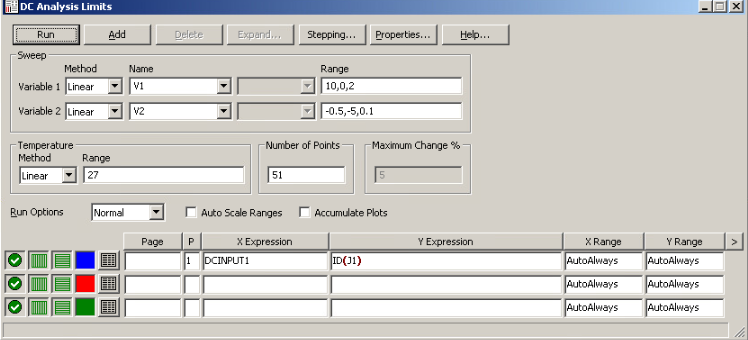 DC Analysis Limits
Run Add Delete Expand... Stepping... Properties... Help...
Sweep
Method Name Range
Variable 1 Linear V1 10,0,2
Variable 2 Linear V2 -0.5,-5,0.1
Temperature Number of Points Maximum Change %
Method Range
Linear 27 51 5
Run Options Normal Auto Scale Ranges Accumulate Plots
Page P X Expression Y Expression X Range Y Range >
1 DCINPUT1 ID(J1) AutoAlways AutoAlways
AutoAlways AutoAlways
AutoAlways AutoAlways